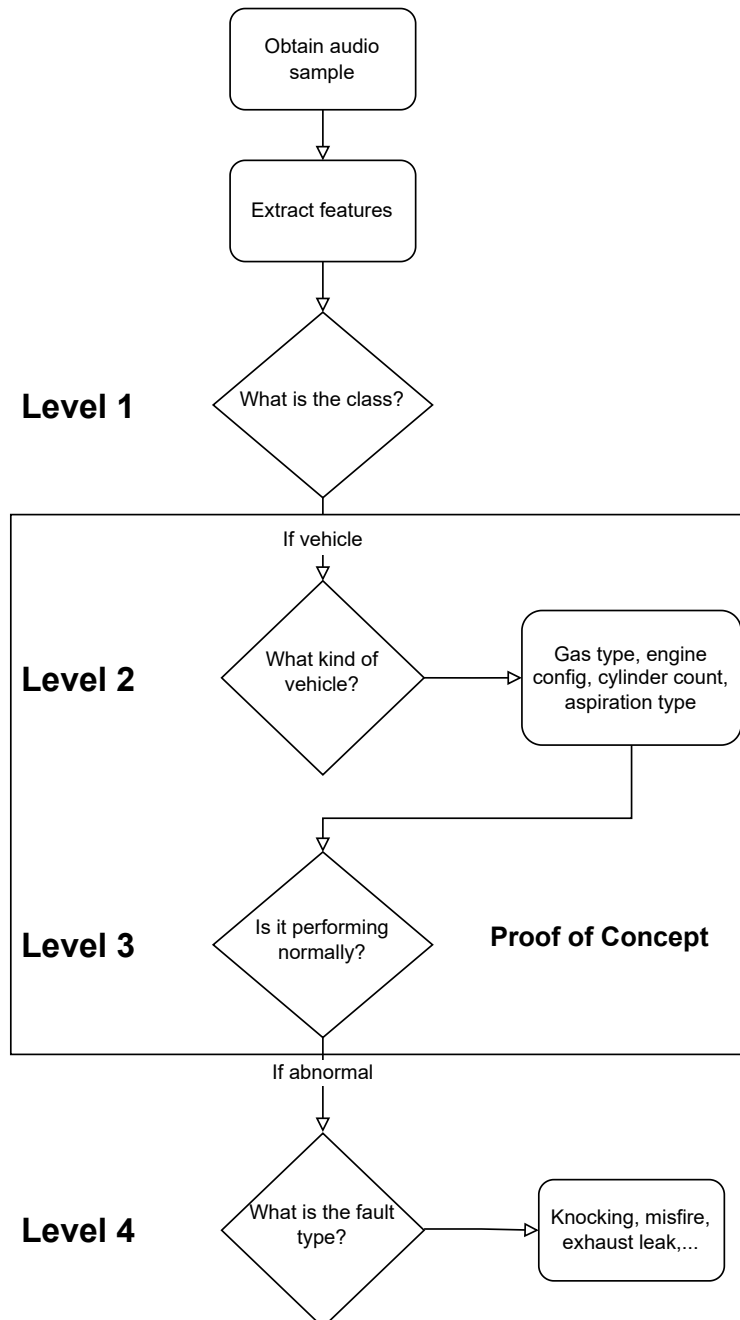 Obtain audio
sample
Extract features
Level 1
What is the class?
If vehicle
Level 2
What kind of
vehicle?
Gas type, engine
config, cylinder count,
aspiration type
Level 3
Is it performing
normally?
Proof of Concept
If abnormal
Level 4
What is the fault
type?
Knocking, misfire,
exhaust leak,...